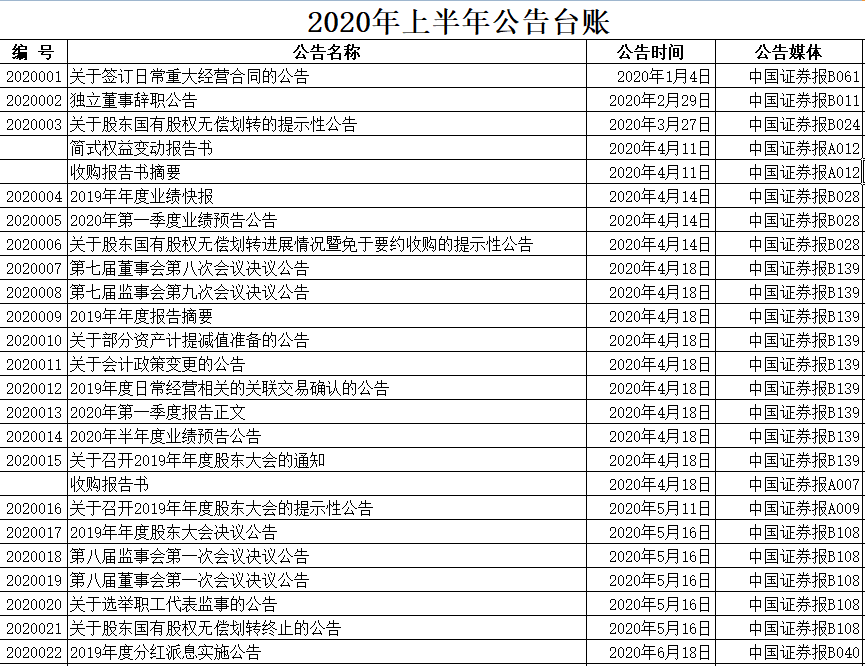 2020年上半年公告台账
编 号 公告名称 公告时间 公告媒体
2020001 关于签订日常重大经营合同的公告 2020年1月4日 中国证券报B061
2020002 独立董事辞职公告 2020年2月29日 中国证券报B011
2020003 关于股东国有股权无偿划转的提示性公告 2020年3月27日 中国证券报B024
简式权益变动报告书 2020年4月11日 中国证券报A012
收购报告书摘要 2020年4月11日 中国证券报A012
2020004 2019年年度业绩快报 2020年4月14日 中国证券报B028
2020005 2020年第一季度业绩预告公告 2020年4月14日 中国证券报B028
2020006 关于股东国有股权无偿划转进展情况暨免于要约收购的提示性公告 2020年4月14日 中国证券报B028
2020007 第七届董事会第八次会议决议公告 2020年4月18日 中国证券报B139
2020008 第七届监事会第九次会议决议公告 2020年4月18日 中国证券报B139
2020009 2019年年度报告摘要 2020年4月18日 中国证券报B139
2020010 关于部分资产计提减值准备的公告 2020年4月18日 中国证券报B139
2020011 关于会计政策变更的公告 2020年4月18日 中国证券报B139
2020012 2019年度日常经营相关的关联交易确认的公告 2020年4月18日 中国证券报B139
2020013 2020年第一季度报告正文 2020年4月18日 中国证券报B139
2020014 2020年半年度业绩预告公告 2020年4月18日 中国证券报B139
2020015 关于召开2019年年度股东大会的通知 2020年4月18日 中国证券报B139
收购报告书 2020年4月18日 中国证券报A007
2020016 关于召开2019年年度股东大会的提示性公告 2020年5月11日 中国证券报A009
2020017 2019年年度股东大会决议公告 2020年5月16日 中国证券报B108
2020018 第八届监事会第一次会议决议公告 2020年5月16日 中国证券报B108
2020019 第八届董事会第一次会议决议公告 2020年5月16日 中国证券报B108
2020020 关于选举职工代表监事的公告 2020年5月16日 中国证券报B108
2020021 关于股东国有股权无偿划转终止的公告 2020年5月16日 中国证券报B108
2020022 2019年度分红派息实施公告 2020年6月18日 中国证券报B040